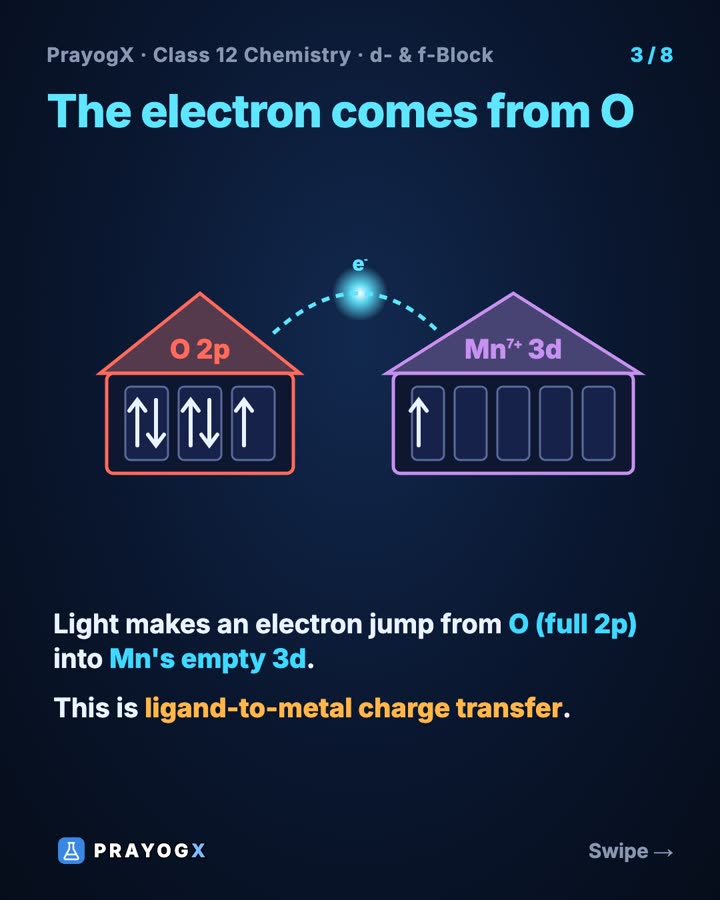 PrayogX · Class 12 Chemistry · d- & f-Block
3 / 8
The electron comes from O
e⁻
O 2p
Mn⁷⁺ 3d
Light makes an electron jump from O (full 2p)
into Mn's empty 3d.
This is ligand-to-metal charge transfer.
PRAYOGX
Swipe →